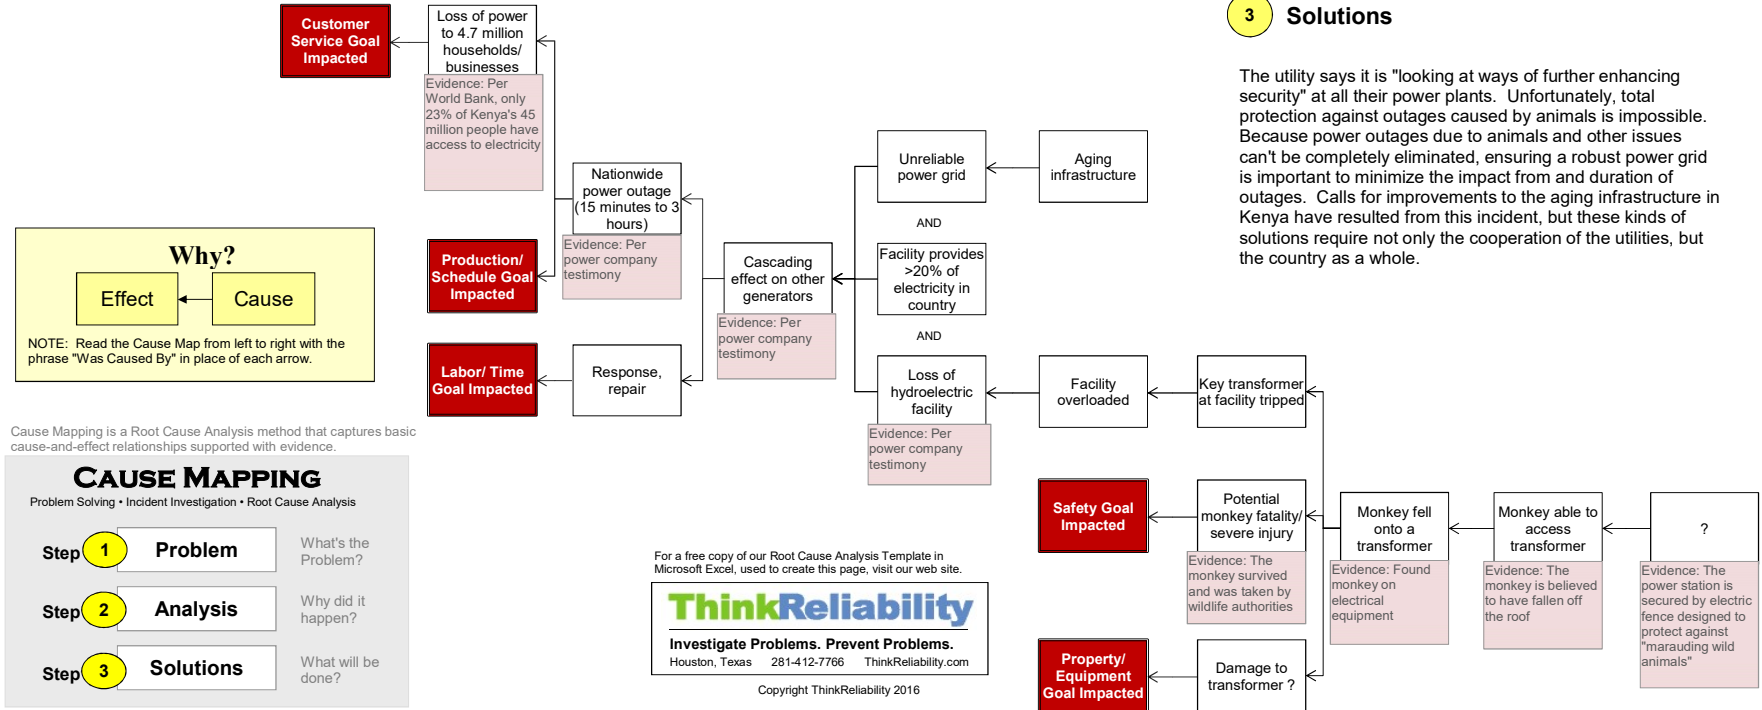 Customer
Service Goal
Impacted
Loss of power
to 4.7 million
households/
businesses
Evidence: Per
World Bank, only
23% of Kenya's 45
million people have
access to electricity
Nationwide
power outage
(15 minutes to 3
hours)
Evidence: Per
power company
testimony
Production/
Schedule Goal
Impacted
Labor/ Time
Goal Impacted
Response,
repair
Cascading
effect on other
generators
Evidence: Per
power company
testimony
Unreliable
power grid
Aging
infrastructure
AND
Facility provides
>20% of
electricity in
country
AND
Loss of
hydroelectric
facility
Evidence: Per
power company
testimony
Facility
overloaded
Key transformer
at facility tripped
Safety Goal
Impacted
Potential
monkey fatality/
severe injury
Evidence: The
monkey survived
and was taken by
wildlife authorities
Monkey fell
onto a
transformer
Evidence: Found
monkey on
electrical
equipment
Monkey able to
access
transformer
Evidence: The
monkey is believed
to have fallen off
the roof
?
Evidence: The
power station is
secured by electric
fence designed to
protect against
"marauding wild
animals"
Property/
Equipment
Goal Impacted
Damage to
transformer ?
3 Solutions
The utility says it is "looking at ways of further enhancing
security" at all their power plants. Unfortunately, total
protection against outages caused by animals is impossible.
Because power outages due to animals and other issues
can't be completely eliminated, ensuring a robust power grid
is important to minimize the impact from and duration of
outages. Calls for improvements to the aging infrastructure in
Kenya have resulted from this incident, but these kinds of
solutions require not only the cooperation of the utilities, but
the country as a whole.
Why?
Effect
Cause
NOTE: Read the Cause Map from left to right with the
phrase "Was Caused By" in place of each arrow.
Cause Mapping is a Root Cause Analysis method that captures basic
cause-and-effect relationships supported with evidence.
CAUSE MAPPING
Problem Solving • Incident Investigation • Root Cause Analysis
Step 1 Problem
What's the
Problem?
Step 2 Analysis
Why did it
happen?
Step 3 Solutions
What will be
done?
For a free copy of our Root Cause Analysis Template in
Microsoft Excel, used to create this page, visit our web site.
ThinkReliability
Investigate Problems. Prevent Problems.
Houston, Texas 281-412-7766 ThinkReliability.com
Copyright ThinkReliability 2016